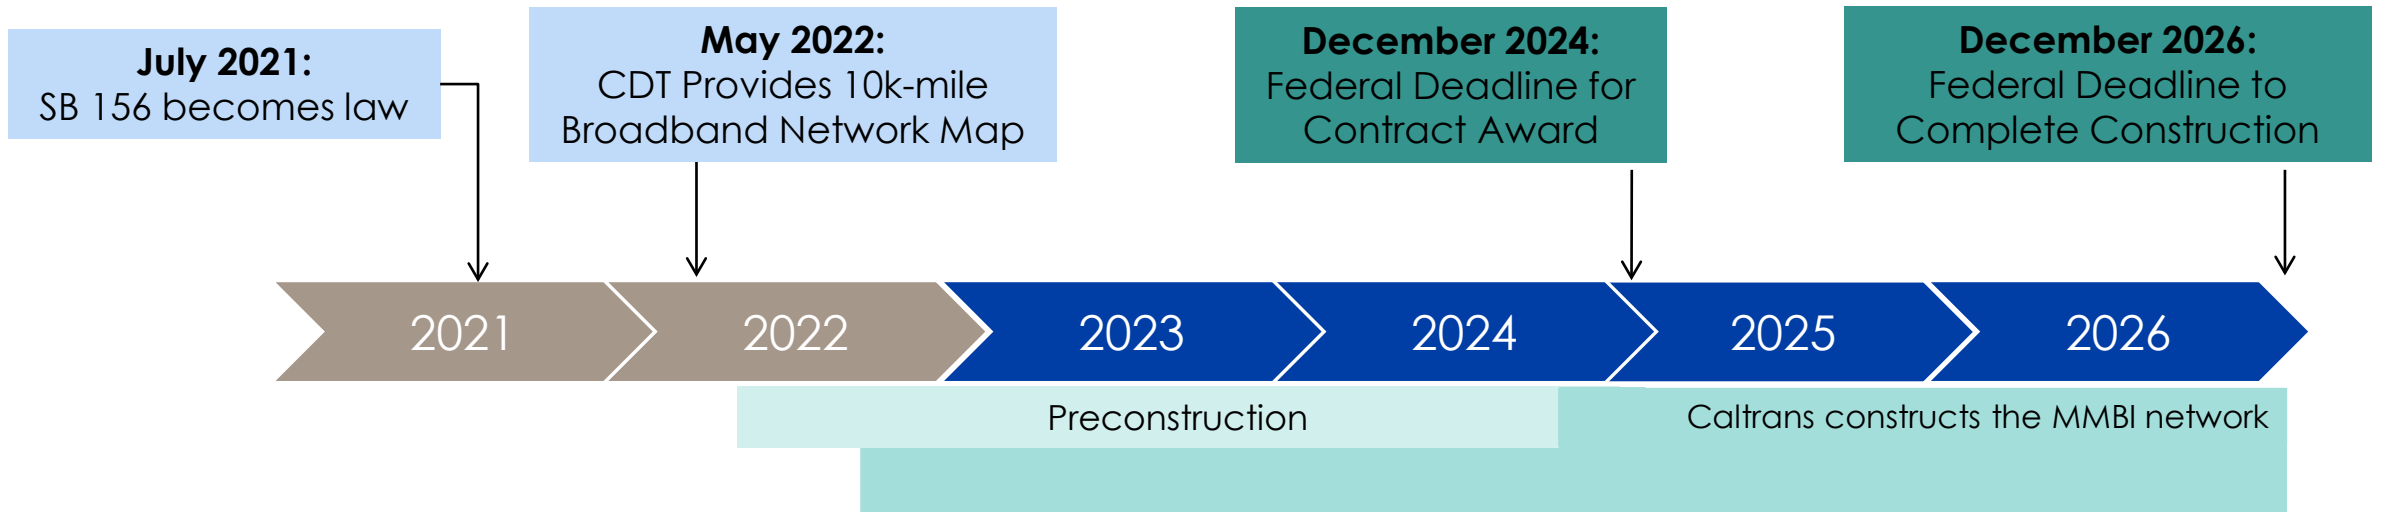 July 2021:
SB 156 becomes law
May 2022:
CDT Provides 10k-mile
Broadband Network Map
December 2024:
Federal Deadline for
Contract Award
December 2026:
Federal Deadline to
Complete Construction
2021
2022
2023
2024
2025
2026
Preconstruction
Caltrans constructs the MMBI network